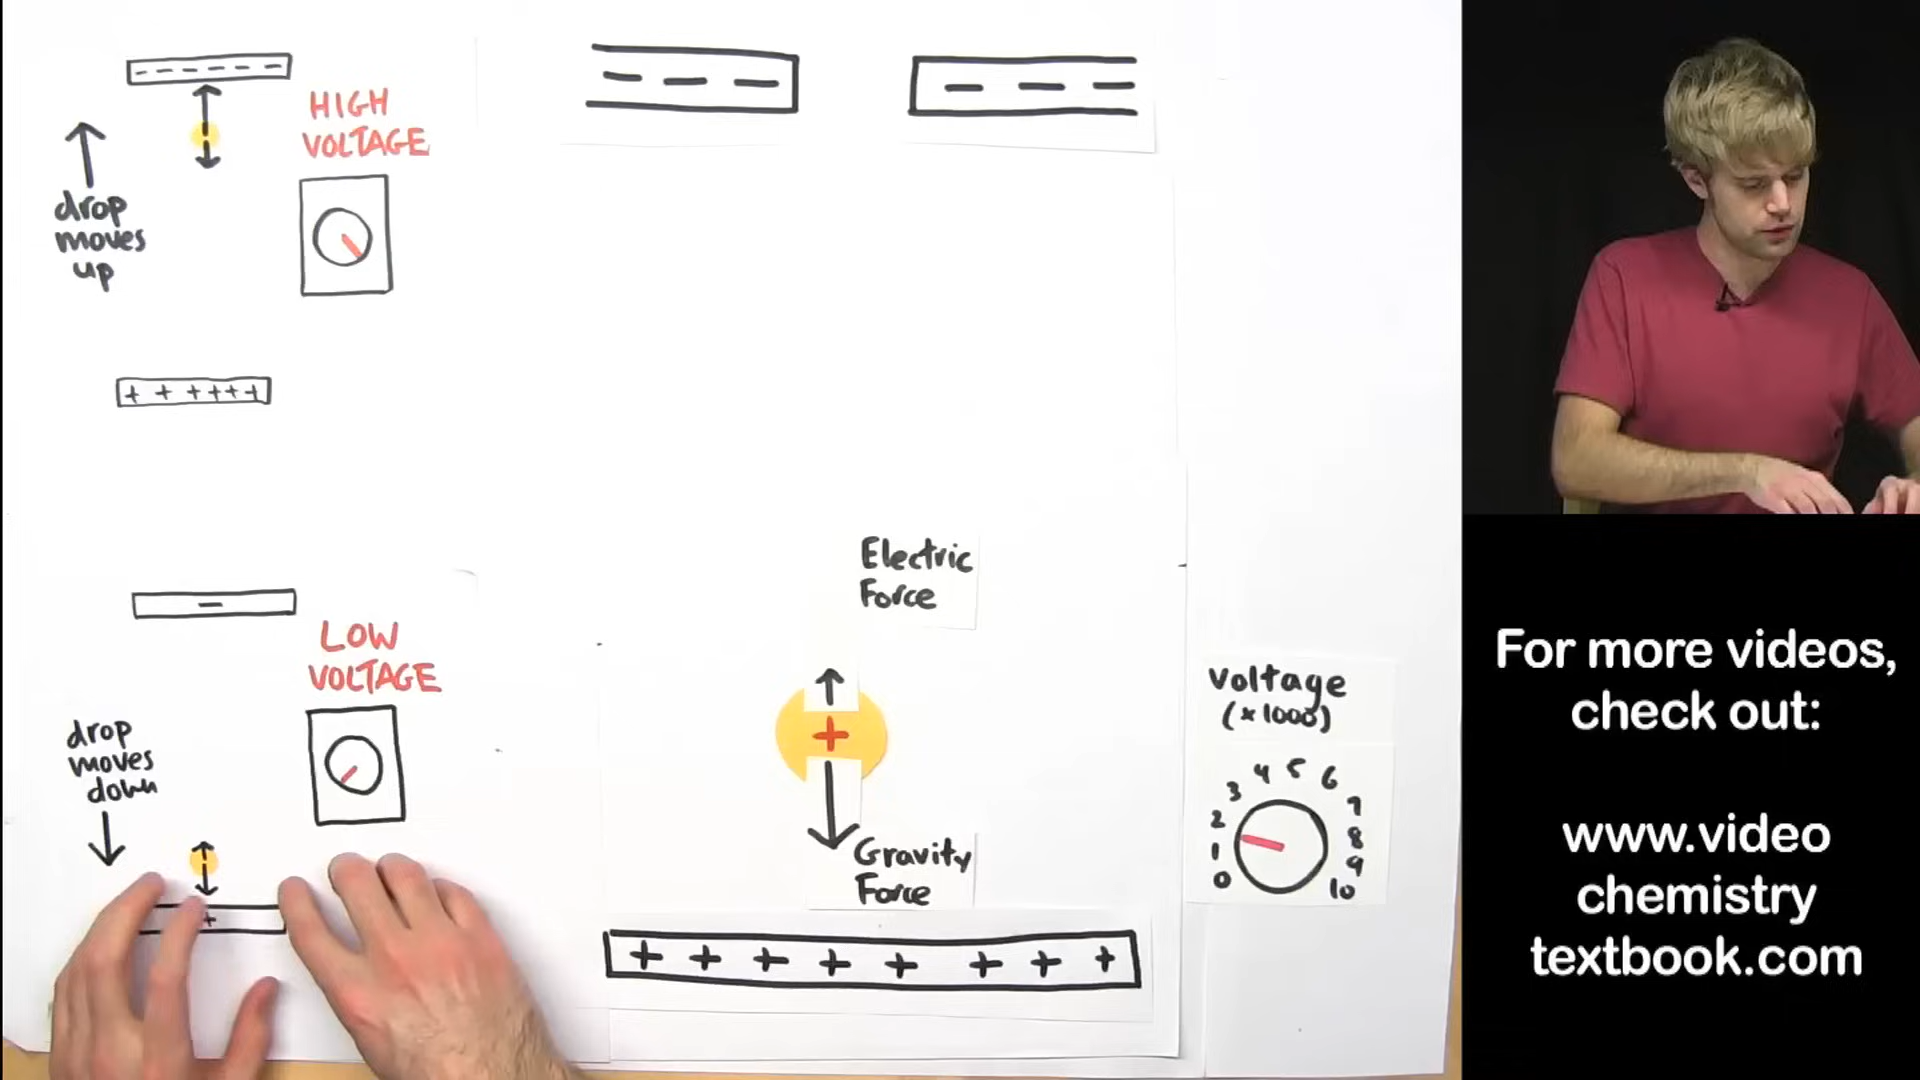 HIGH
VOLTAGE
drop
moves
up
- - - - - -
+ + + + + +
-
LOW
VOLTAGE
drop
moves
down
+
- - -
- - -
Electric
Force
+
Gravity
Force
+ + + + + + + +
Voltage
(x1000)
0 1 2 3 4 5 6 7 8 9 10
For more videos,
check out:
www.video
chemistry
textbook.com